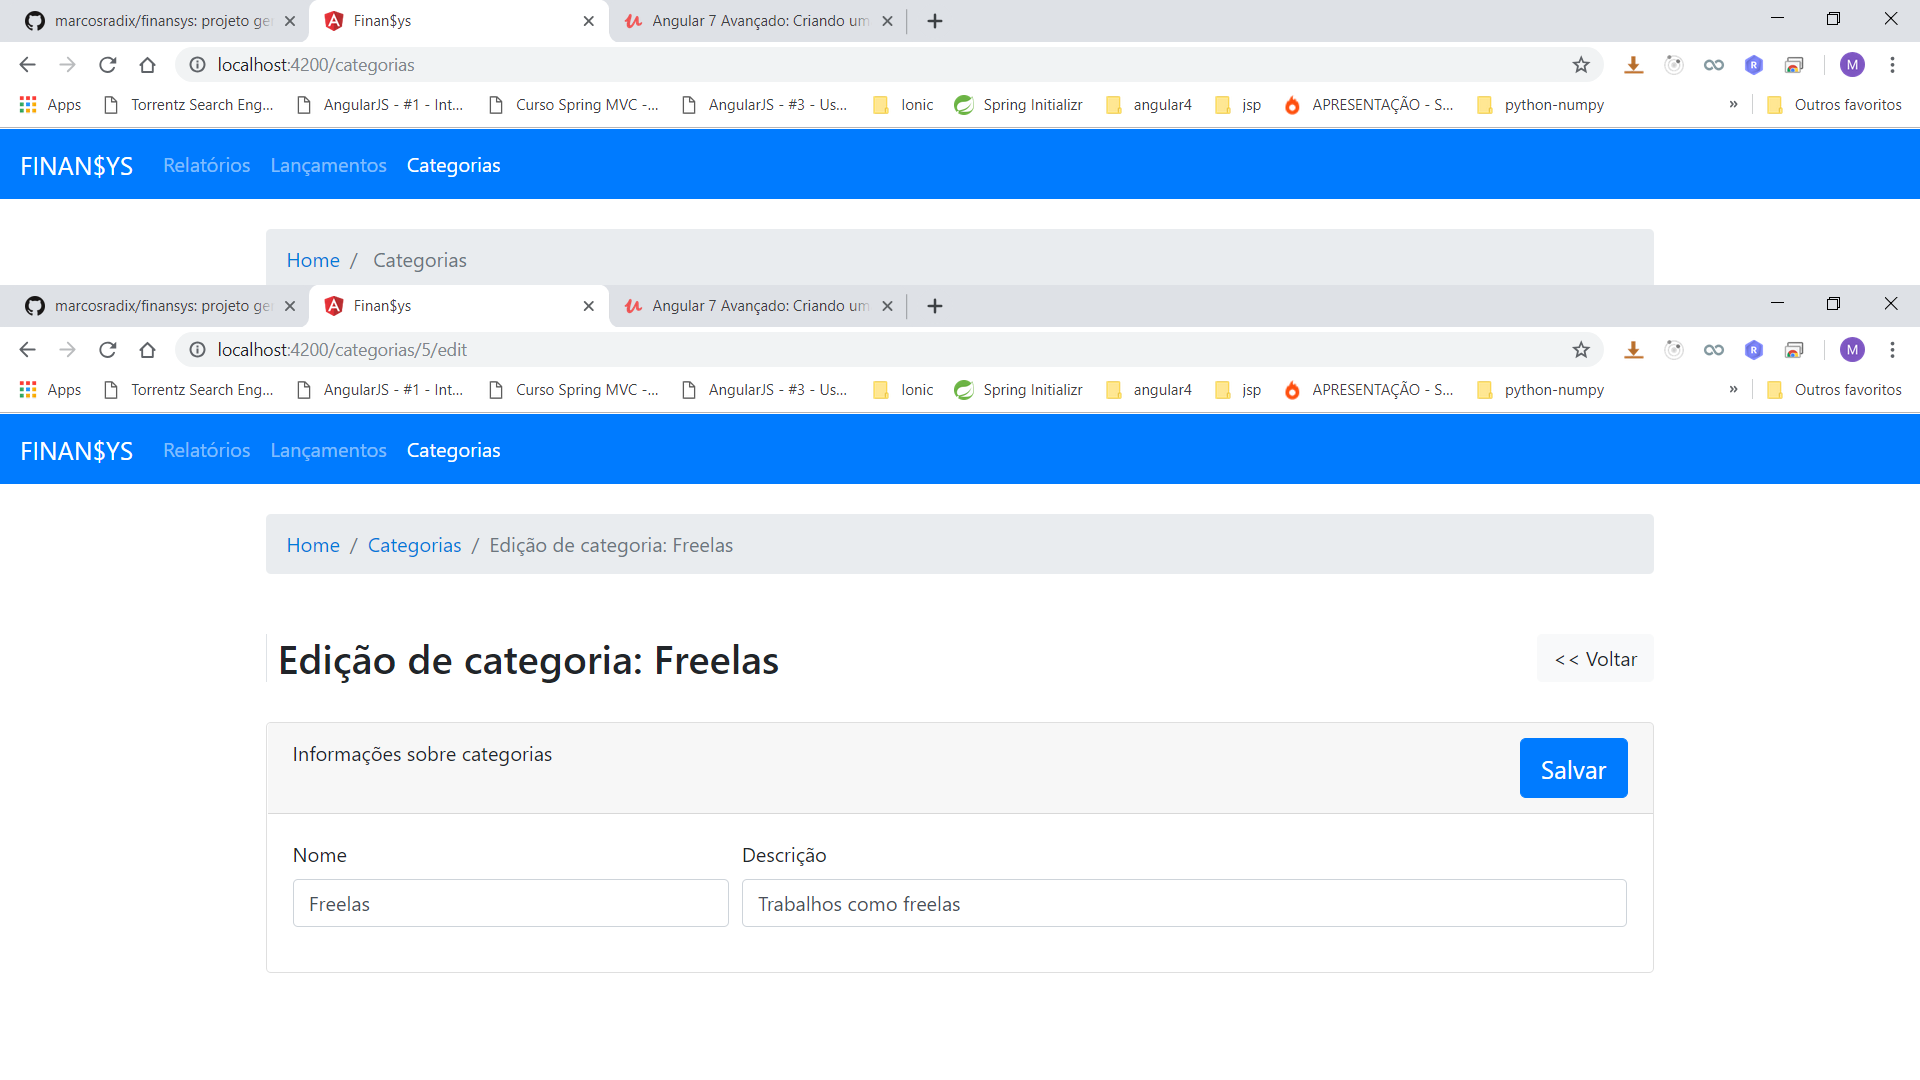 marcosradix/finansys: projeto ger
Finan$ys
Angular 7 Avançado: Criando um
localhost:4200/categorias
M
Apps
Torrentz Search Eng...
AngularJS - #1 - Int...
Curso Spring MVC -...
AngularJS - #3 - Us...
Ionic
Spring Initializr
angular4
jsp
APRESENTAÇÃO - S...
python-numpy
»
Outros favoritos
FINAN$YS
Relatórios
Lançamentos
Categorias
Home / Categorias
marcosradix/finansys: projeto ger
Finan$ys
Angular 7 Avançado: Criando um
localhost:4200/categorias/5/edit
M
Apps
Torrentz Search Eng...
AngularJS - #1 - Int...
Curso Spring MVC -...
AngularJS - #3 - Us...
Ionic
Spring Initializr
angular4
jsp
APRESENTAÇÃO - S...
python-numpy
»
Outros favoritos
FINAN$YS
Relatórios
Lançamentos
Categorias
Home / Categorias / Edição de categoria: Freelas
Edição de categoria: Freelas
<< Voltar
Informações sobre categorias
Salvar
Nome
Descrição
Freelas
Trabalhos como freelas